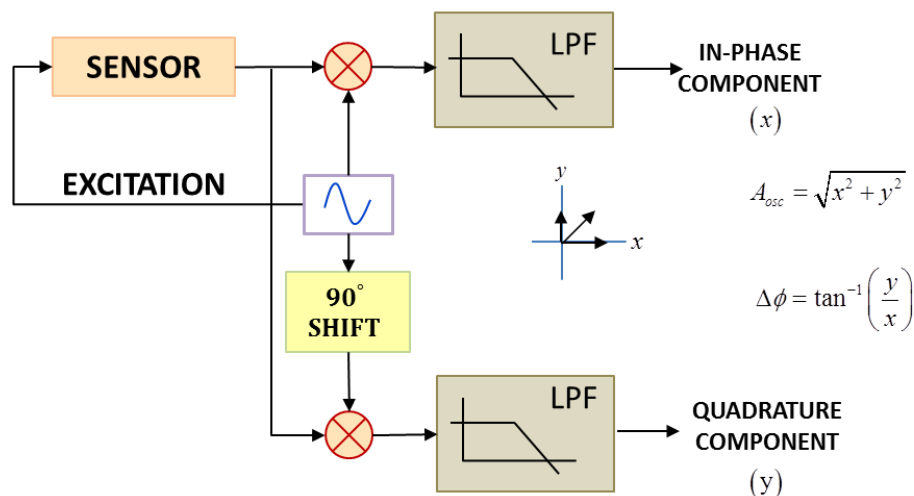 SENSOR
LPF
IN-PHASE
COMPONENT
(x)
EXCITATION
y
x
A_osc = √(x² + y²)
90°
SHIFT
Δϕ = tan⁻¹(y/x)
LPF
QUADRATURE
COMPONENT
(y)